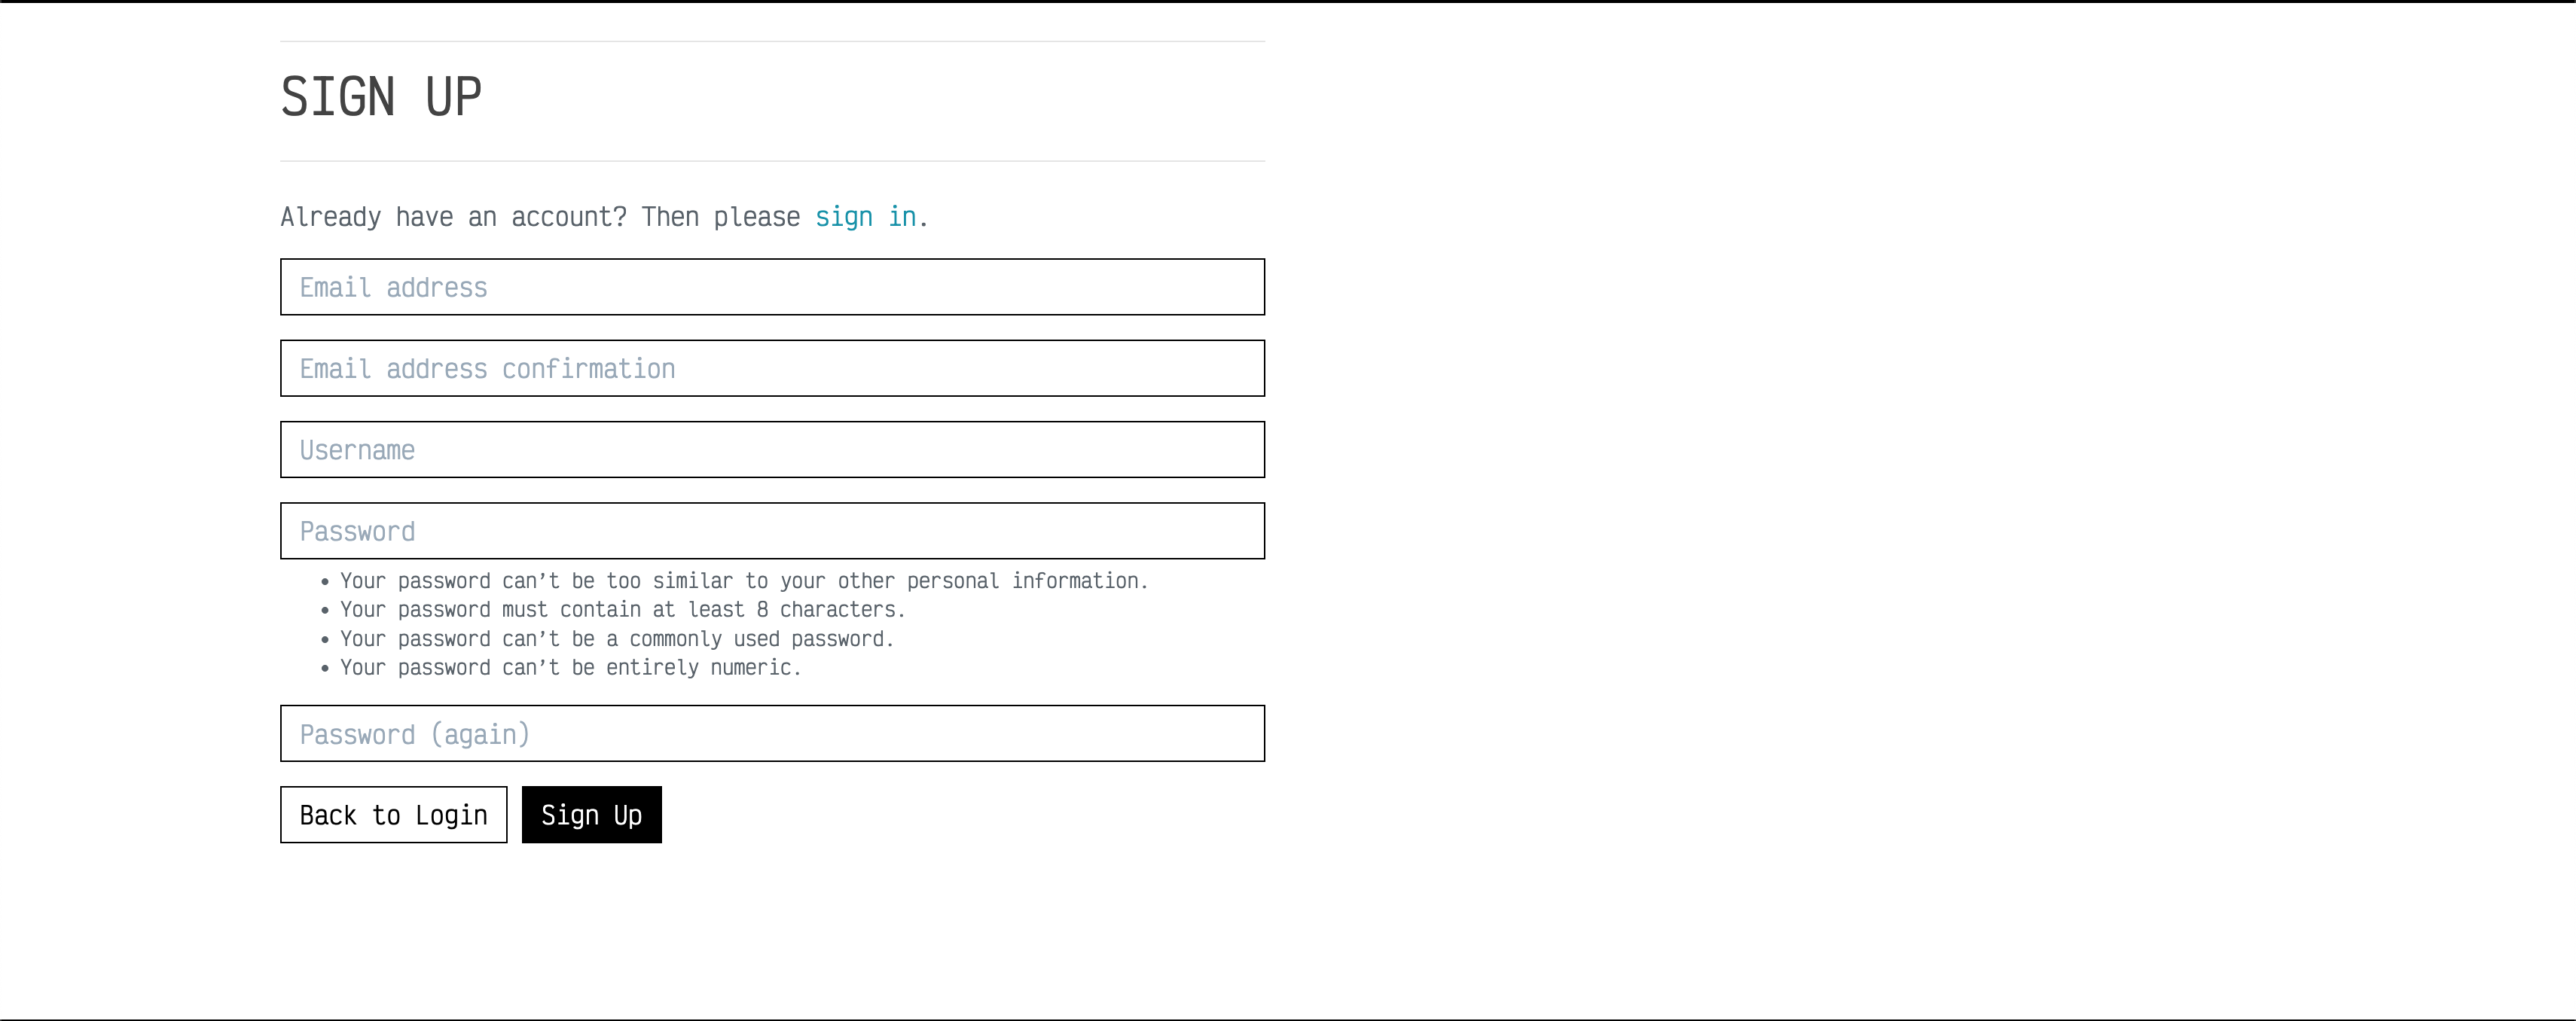 SIGN UP
Already have an account? Then please sign in.
Email address
Email address confirmation
Username
Password
• Your password can’t be too similar to your other personal information.
• Your password must contain at least 8 characters.
• Your password can’t be a commonly used password.
• Your password can’t be entirely numeric.
Password (again)
Back to Login Sign Up